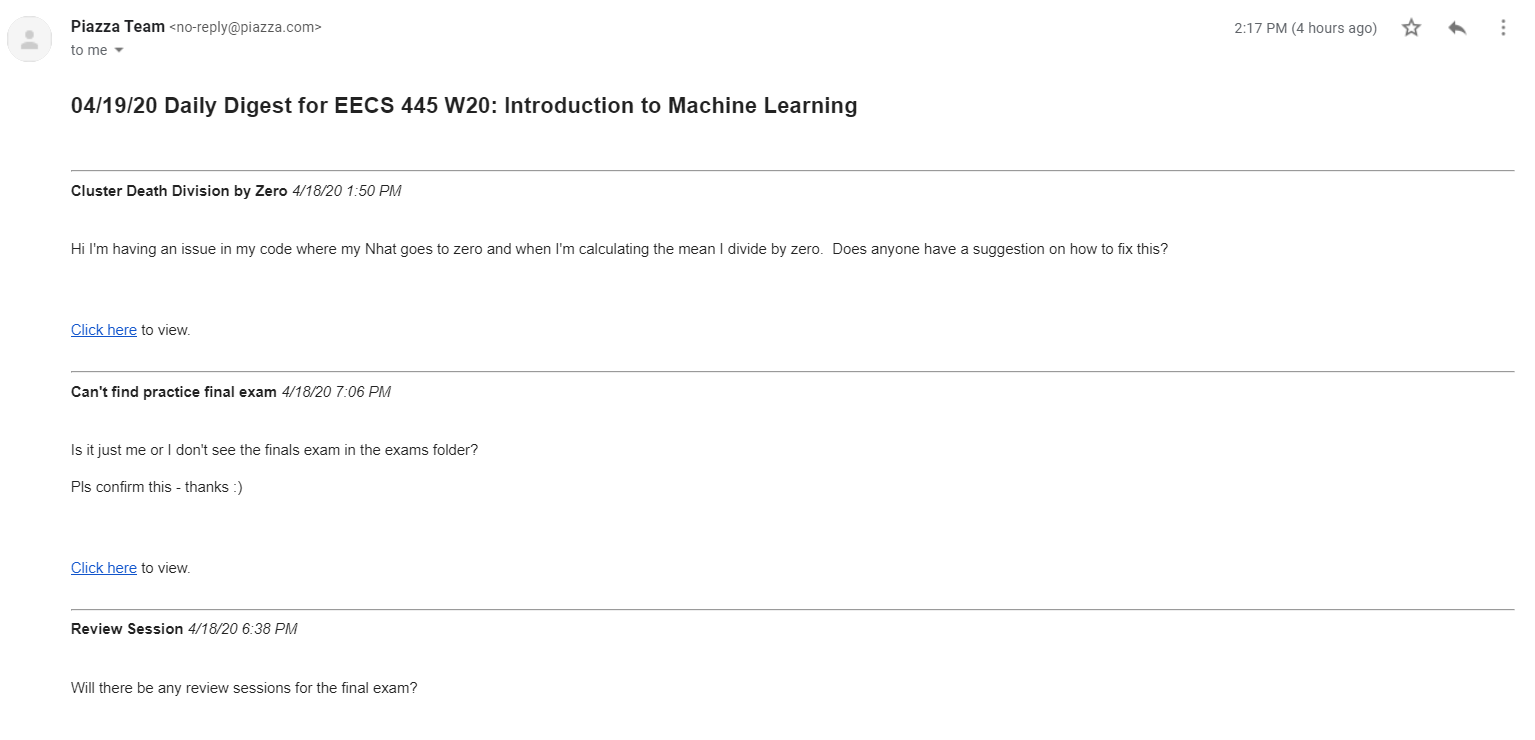 Piazza Team <no-reply@piazza.com>
2:17 PM (4 hours ago)
to me
04/19/20 Daily Digest for EECS 445 W20: Introduction to Machine Learning
Cluster Death Division by Zero 4/18/20 1:50 PM
Hi I'm having an issue in my code where my Nhat goes to zero and when I'm calculating the mean I divide by zero.  Does anyone have a suggestion on how to fix this?
Click here to view.
Can't find practice final exam 4/18/20 7:06 PM
Is it just me or I don't see the finals exam in the exams folder?
Pls confirm this - thanks :)
Click here to view.
Review Session 4/18/20 6:38 PM
Will there be any review sessions for the final exam?